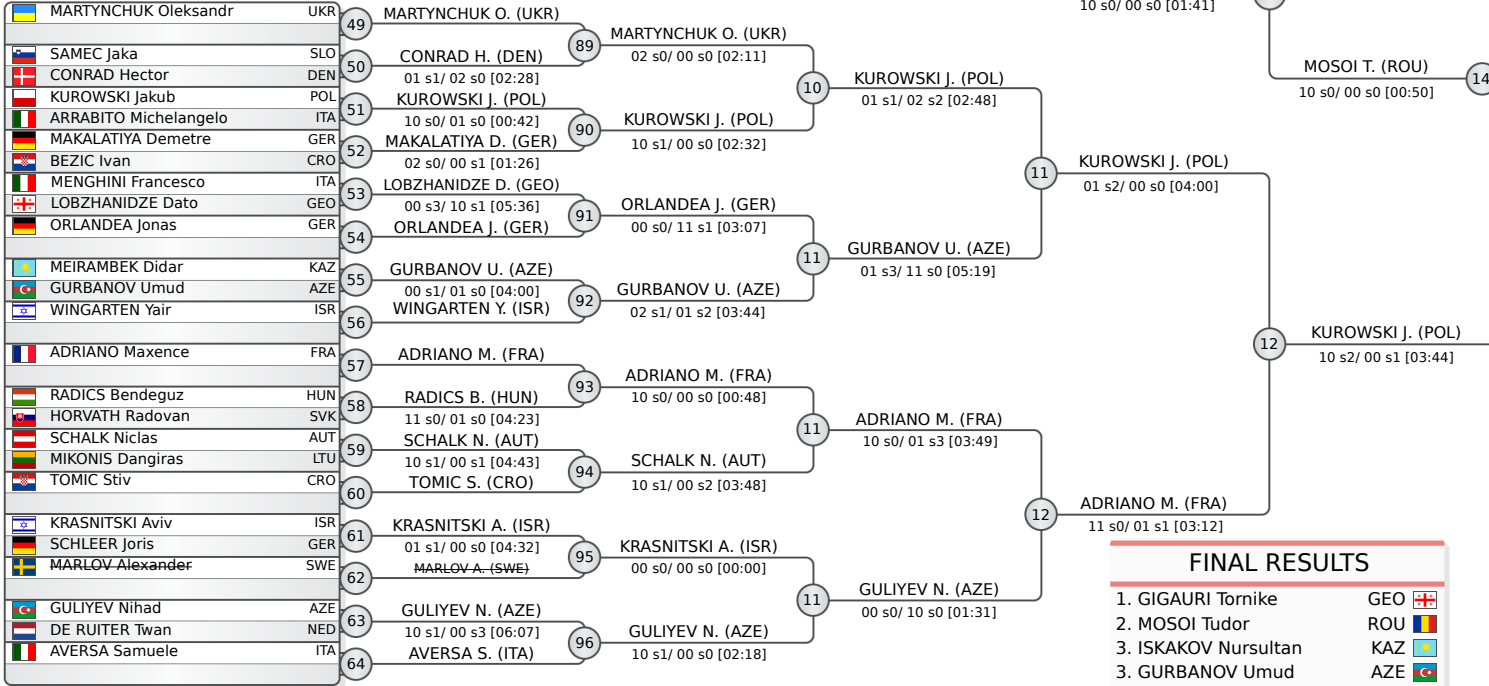 MARTYNCHUK Oleksandr UKR
SAMEC Jaka SLO
CONRAD Hector DEN
KUROWSKI Jakub POL
ARRABITO Michelangelo ITA
MAKALATIYA Demetre GER
BEZIC Ivan CRO
MENGHINI Francesco ITA
LOBZHANIDZE Dato GEO
ORLANDEA Jonas GER
MEIRAMBEK Didar KAZ
GURBANOV Umud AZE
WINGARTEN Yair ISR
ADRIANO Maxence FRA
RADICS Bendeguz HUN
HORVATH Radovan SVK
SCHALK Niclas AUT
MIKONIS Dangiras LTU
TOMIC Stiv CRO
KRASNITSKI Aviv ISR
SCHLEER Joris GER
MARLOV Alexander SWE
GULIYEV Nihad AZE
DE RUITER Twan NED
AVERSA Samuele ITA
49
50
51
52
53
54
55
56
57
58
59
60
61
62
63
64
MARTYNCHUK O. (UKR)
CONRAD H. (DEN)
01 s1/ 02 s0 [02:28]
KUROWSKI J. (POL)
10 s0/ 01 s0 [00:42]
MAKALATIYA D. (GER)
02 s0/ 00 s1 [01:26]
LOBZHANIDZE D. (GEO)
00 s3/ 10 s1 [05:36]
ORLANDEA J. (GER)
GURBANOV U. (AZE)
00 s1/ 01 s0 [04:00]
WINGARTEN Y. (ISR)
ADRIANO M. (FRA)
RADICS B. (HUN)
11 s0/ 01 s0 [04:23]
SCHALK N. (AUT)
10 s1/ 00 s1 [04:43]
TOMIC S. (CRO)
KRASNITSKI A. (ISR)
01 s1/ 00 s0 [04:32]
MARLOV A. (SWE)
GULIYEV N. (AZE)
10 s1/ 00 s3 [06:07]
AVERSA S. (ITA)
89
90
91
92
93
94
95
96
MARTYNCHUK O. (UKR)
02 s0/ 00 s0 [02:11]
KUROWSKI J. (POL)
10 s1/ 00 s0 [02:32]
ORLANDEA J. (GER)
00 s0/ 11 s1 [03:07]
GURBANOV U. (AZE)
02 s1/ 01 s2 [03:44]
ADRIANO M. (FRA)
10 s0/ 00 s0 [00:48]
SCHALK N. (AUT)
10 s1/ 00 s2 [03:48]
KRASNITSKI A. (ISR)
00 s0/ 00 s0 [00:00]
GULIYEV N. (AZE)
10 s1/ 00 s0 [02:18]
10
11
11
11
KUROWSKI J. (POL)
01 s1/ 02 s2 [02:48]
GURBANOV U. (AZE)
01 s3/ 11 s0 [05:19]
ADRIANO M. (FRA)
10 s0/ 01 s3 [03:49]
GULIYEV N. (AZE)
00 s0/ 10 s0 [01:31]
11
12
10 s0/ 00 s0 [01:41]
KUROWSKI J. (POL)
01 s2/ 00 s0 [04:00]
ADRIANO M. (FRA)
11 s0/ 01 s1 [03:12]
12
MOSOI T. (ROU)
10 s0/ 00 s0 [00:50]
14
KUROWSKI J. (POL)
10 s2/ 00 s1 [03:44]
FINAL RESULTS
1. GIGAURI Tornike GEO
2. MOSOI Tudor ROU
3. ISKAKOV Nursultan KAZ
3. GURBANOV Umud AZE